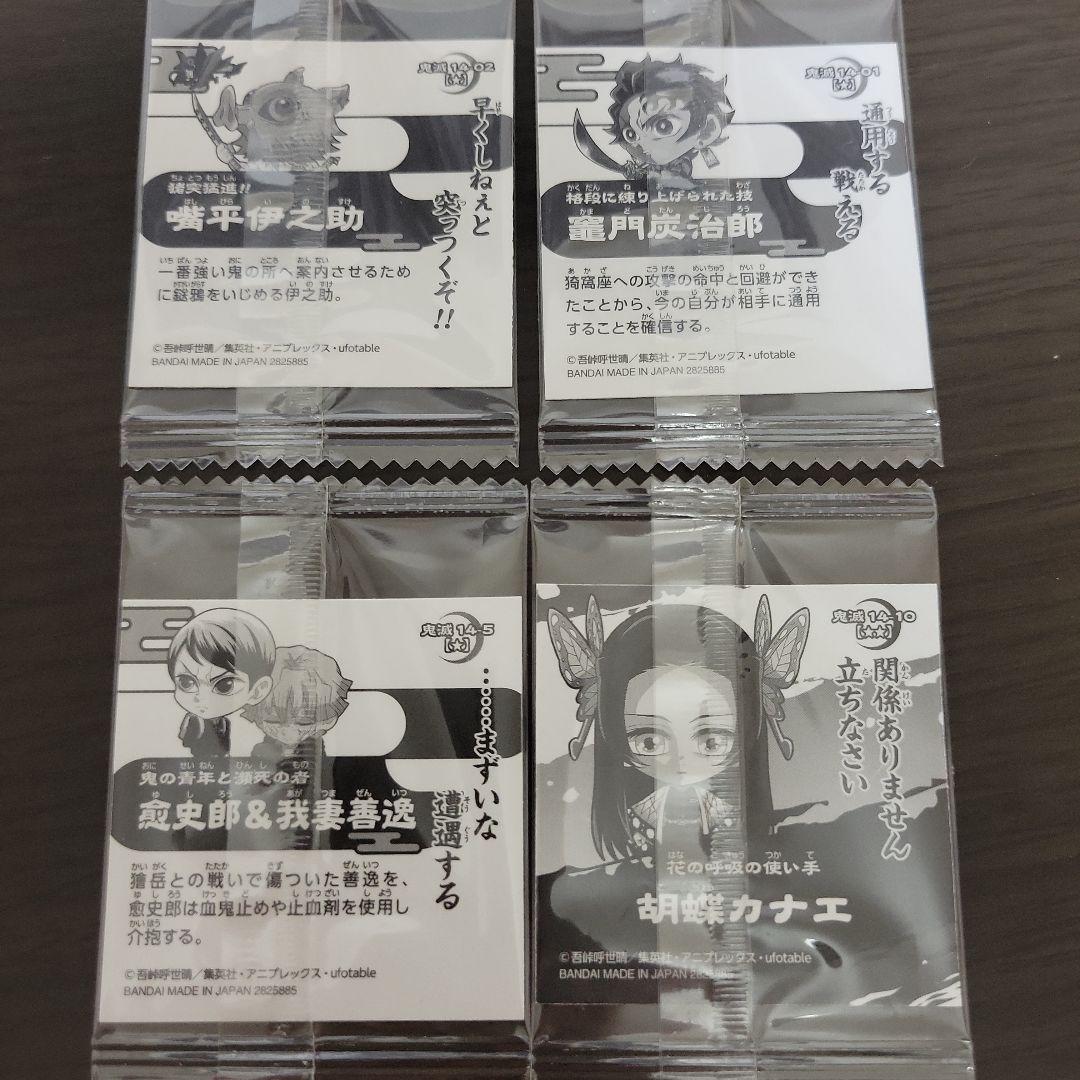 鬼滅 14-02
[★]
早くしねぇと
突っつくぞ!!
猪突猛進!!
嘴平伊之助
一番強い鬼の所へ案内させるため
に鎹鴉をいじめる伊之助。
©吾峠呼世晴／集英社・アニプレックス・ufotable
BANDAI MADE IN JAPAN 2825885
鬼滅 14-01
[★]
通用する
戦える
格段に練り上げられた技
竈門炭治郎
猗窩座への攻撃の命中と回避ができ
たことから、今の自分が相手に通用
することを確信する。
©吾峠呼世晴／集英社・アニプレックス・ufotable
BANDAI MADE IN JAPAN 2825885
鬼滅 14-5
[★]
……まずいな
遭遇する
鬼の青年と瀕死の者
愈史郎&我妻善逸
獪岳との戦いで傷ついた善逸を、
愈史郎は血鬼止めや止血剤を使用し
介抱する。
©吾峠呼世晴／集英社・アニプレックス・ufotable
BANDAI MADE IN JAPAN 2825885
鬼滅 14-10
[★★]
関係ありません
立ちなさい
花の呼吸の使い手
胡蝶カナエ
©吾峠呼世晴／集英社・アニプレックス・ufotable
BANDAI MADE IN JAPAN 2825885